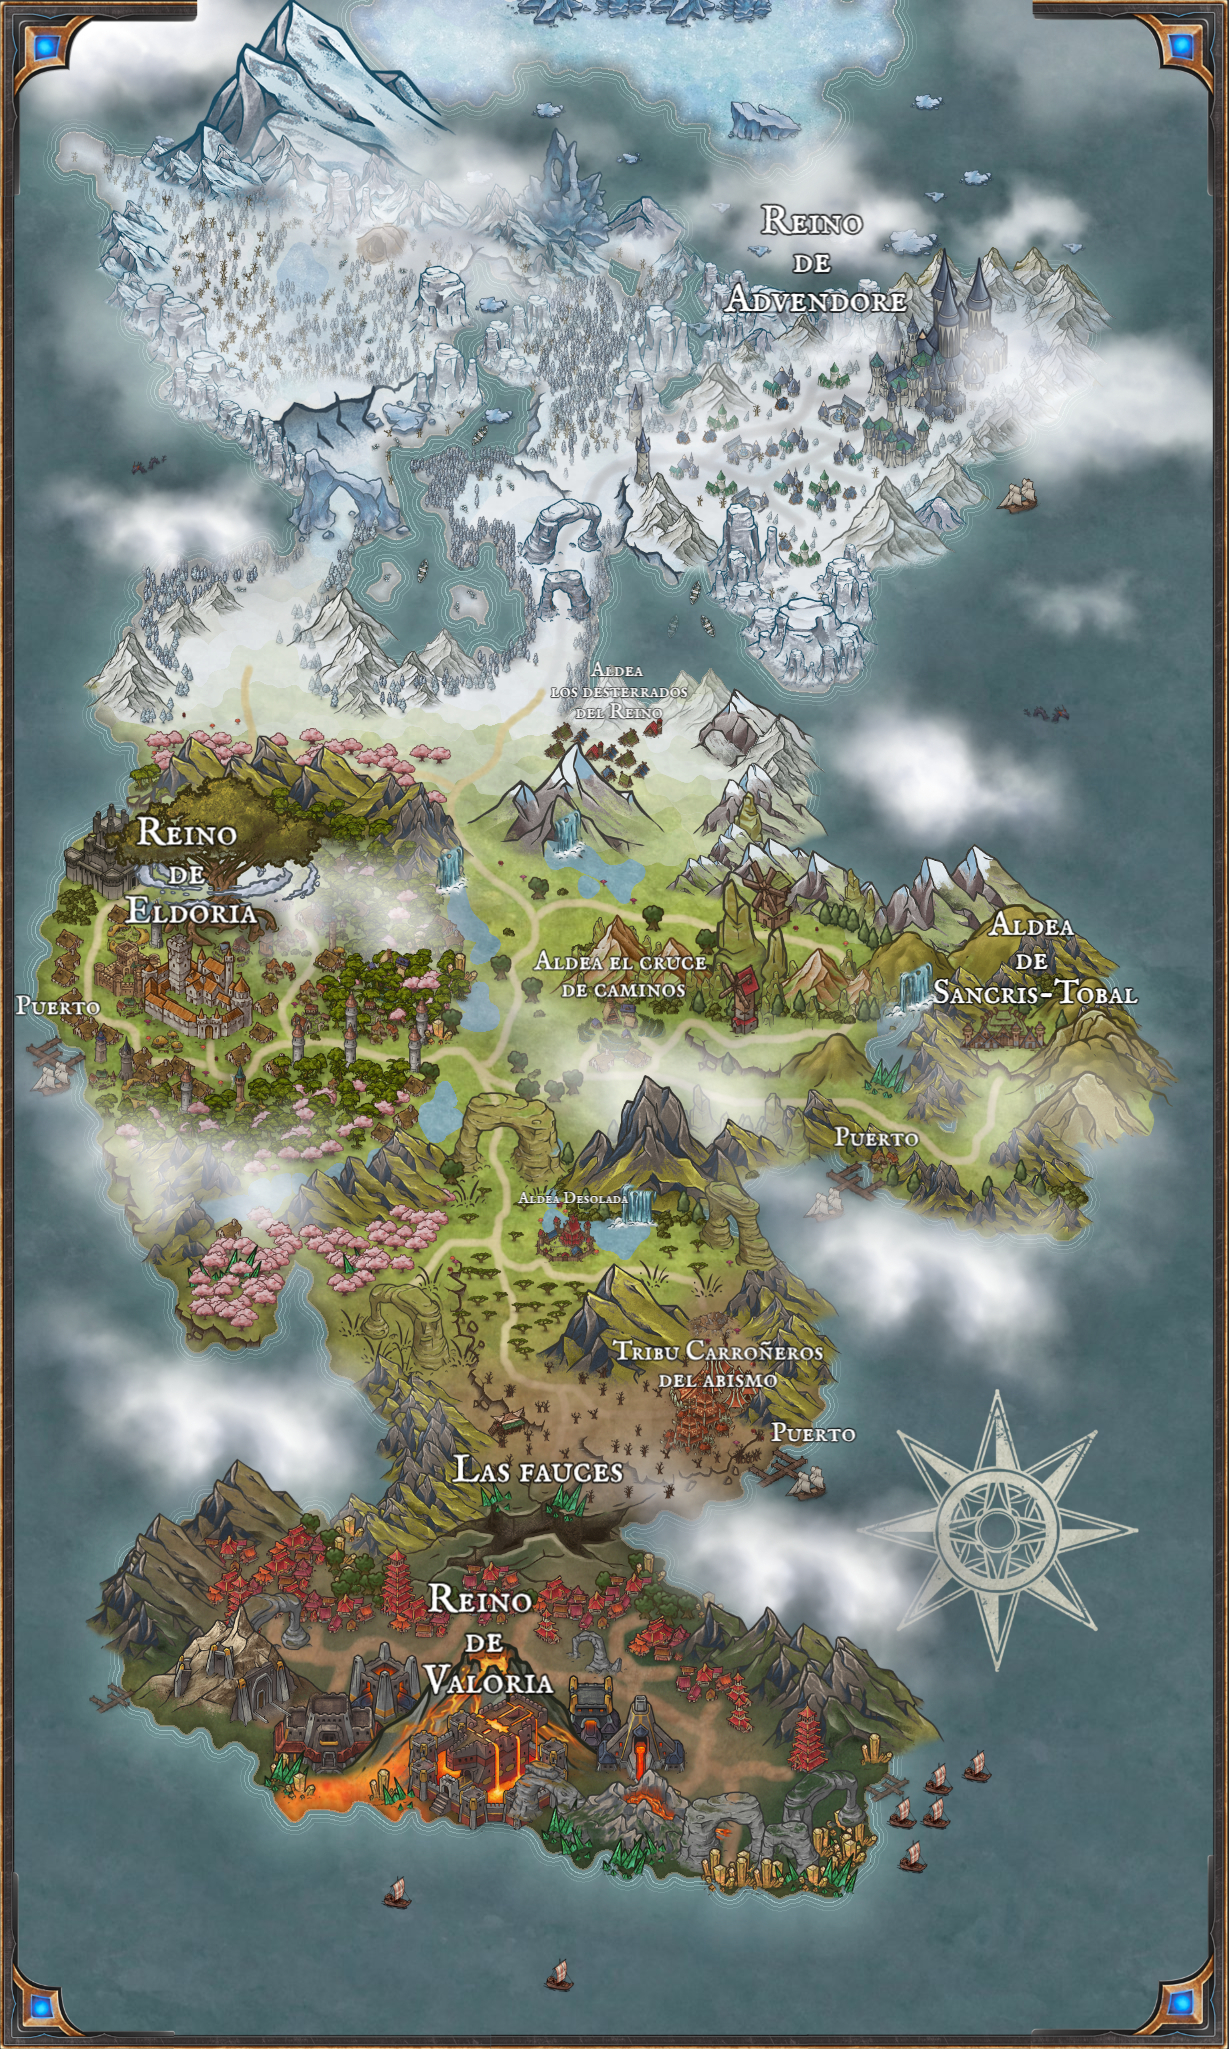 Reino
de
Advendore
Aldea
los desterrados
del Reino
Reino
de
Eldoria
Aldea
de
Sancris-Tobal
Aldea el cruce
de caminos
Puerto
Puerto
Aldea Desolada
Tribu Carroñeros
del abismo
Puerto
Las fauces
Reino
de
Valoria